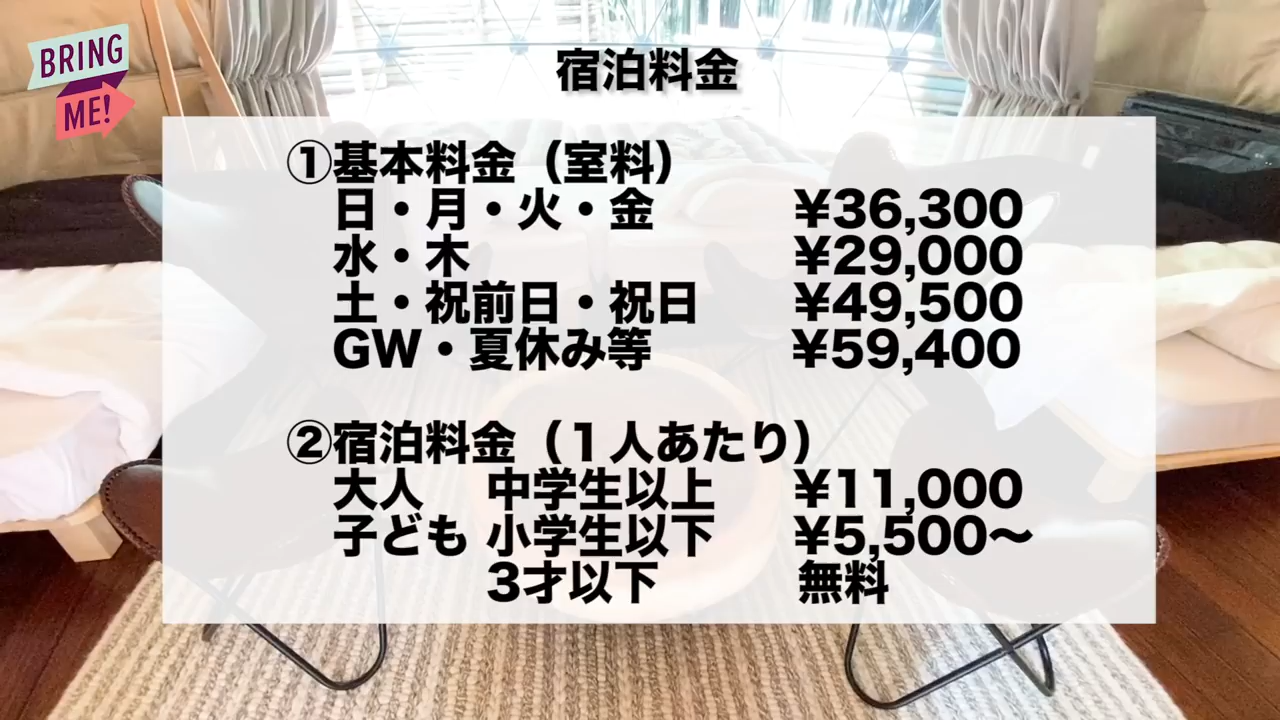 BRING
ME!
宿泊料金
①基本料金（室料）
日・月・火・金 ¥36,300
水・木 ¥29,000
土・祝前日・祝日 ¥49,500
GW・夏休み等 ¥59,400
②宿泊料金（１人あたり）
大人 中学生以上 ¥11,000
子ども 小学生以下 ¥5,500〜
3才以下 無料